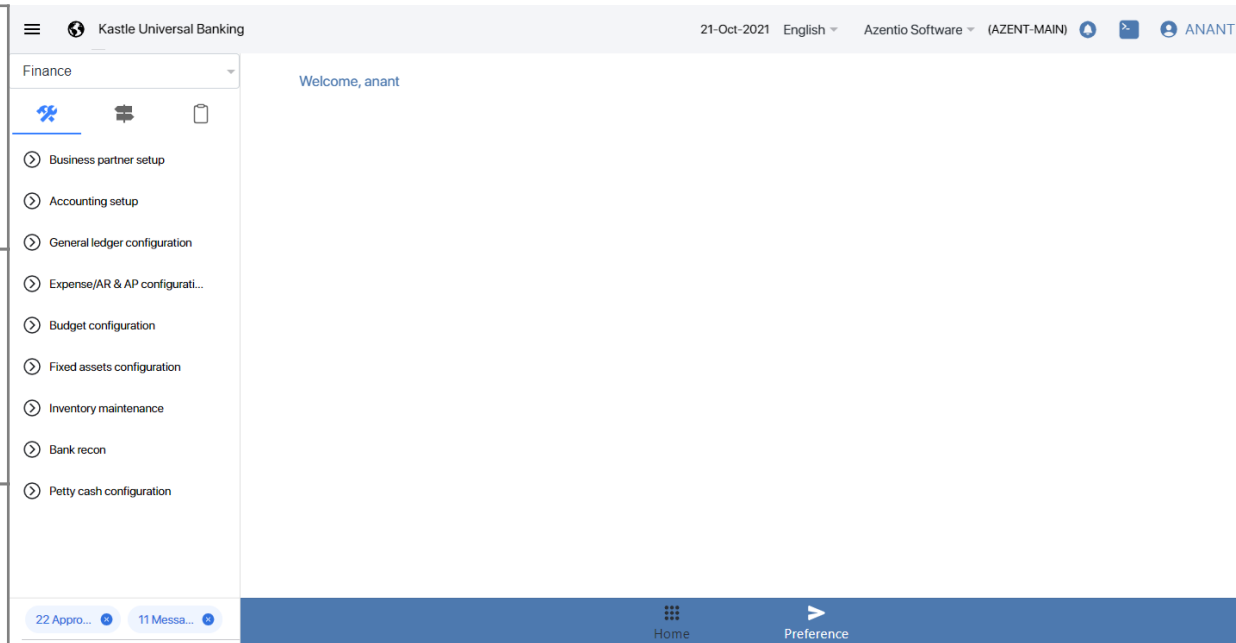 Kastle Universal Banking
21-Oct-2021 English Azentio Software (AZENT-MAIN) ANANT
Finance
Welcome, anant
Business partner setup
Accounting setup
General ledger configuration
Expense/AR & AP configurati...
Budget configuration
Fixed assets configuration
Inventory maintenance
Bank recon
Petty cash configuration
22 Appro... 11 Messa...
Home Preference